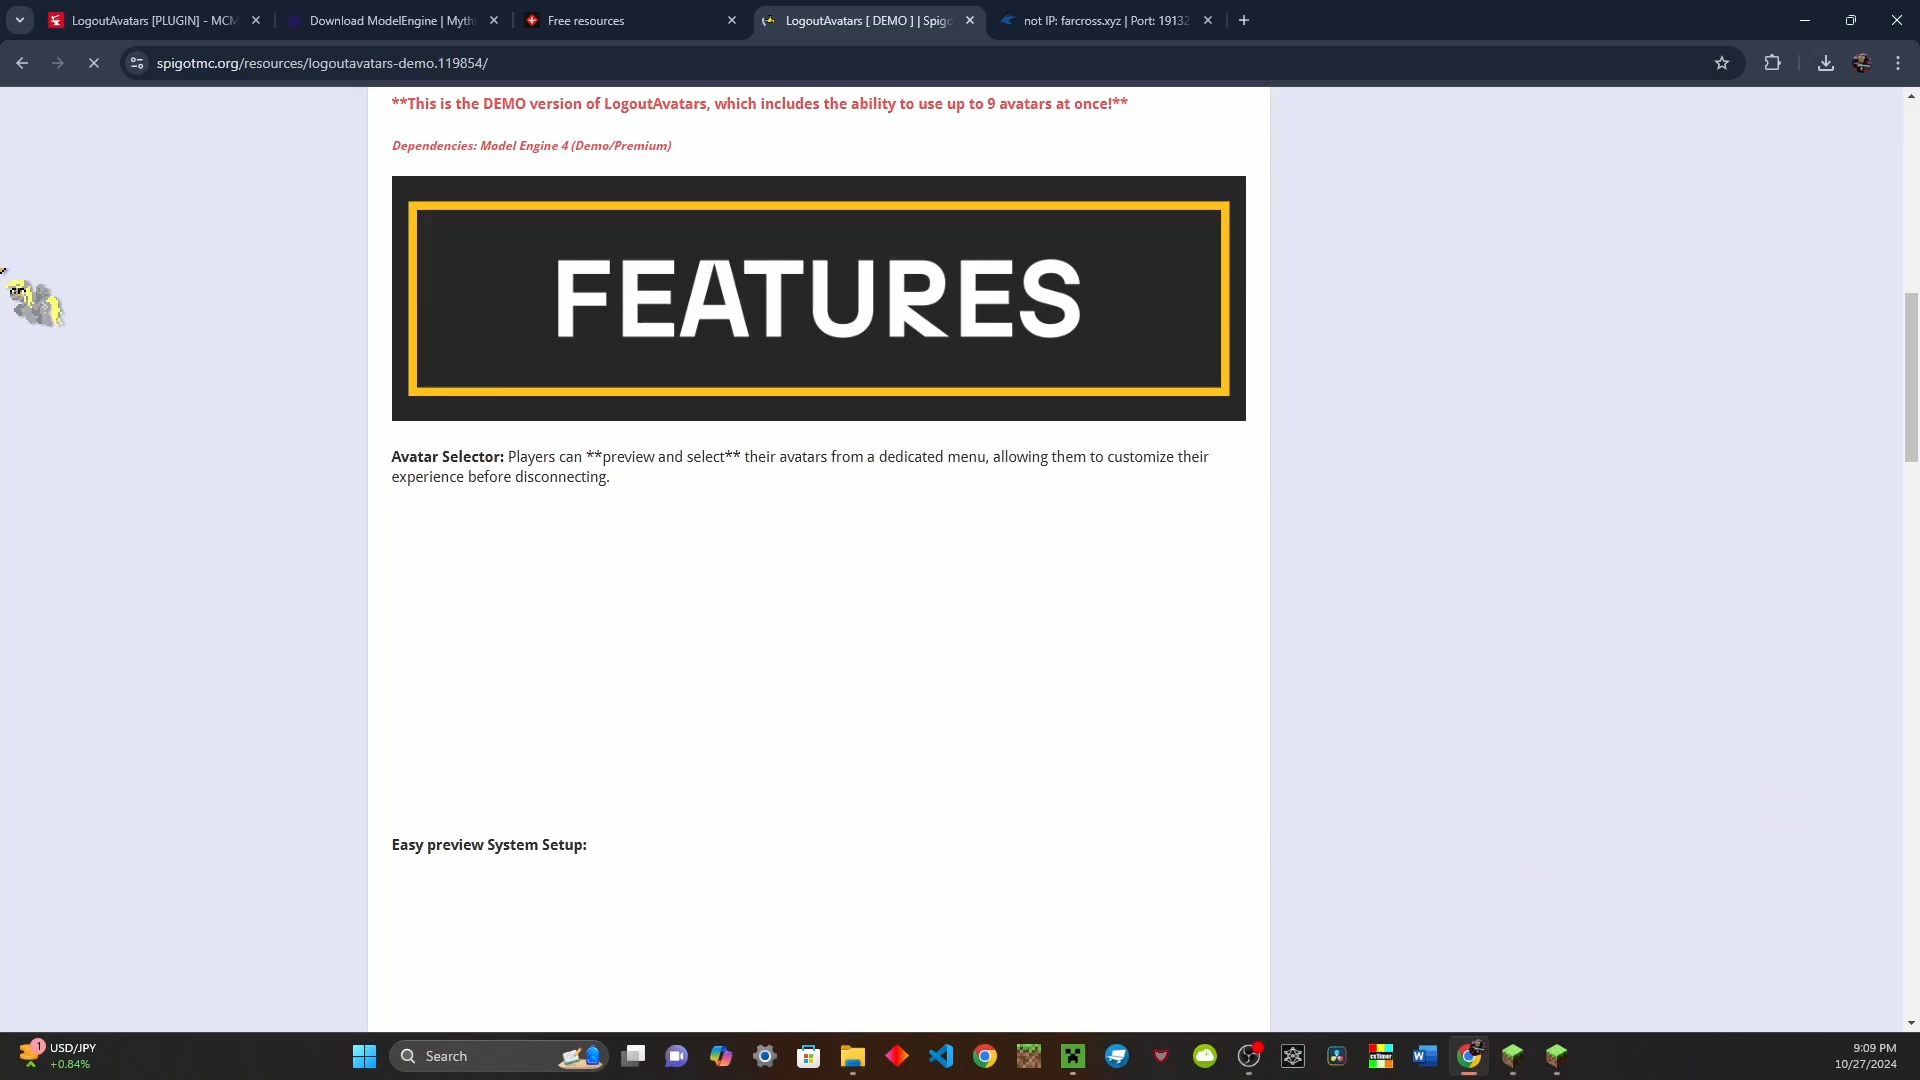 LogoutAvatars [PLUGIN] - MCM
Download ModelEngine | Myth
Free resources
LogoutAvatars [ DEMO ] | Spigo
not IP: farcross.xyz | Port: 19132
spigotmc.org/resources/logoutavatars-demo.119854/
**This is the DEMO version of LogoutAvatars, which includes the ability to use up to 9 avatars at once!**
Dependencies: Model Engine 4 (Demo/Premium)
FEATURES
Avatar Selector: Players can **preview and select** their avatars from a dedicated menu, allowing them to customize their
experience before disconnecting.
Easy preview System Setup:
1
USD/JPY
+0.84%
Search
csTimer
W
9:09 PM
10/27/2024